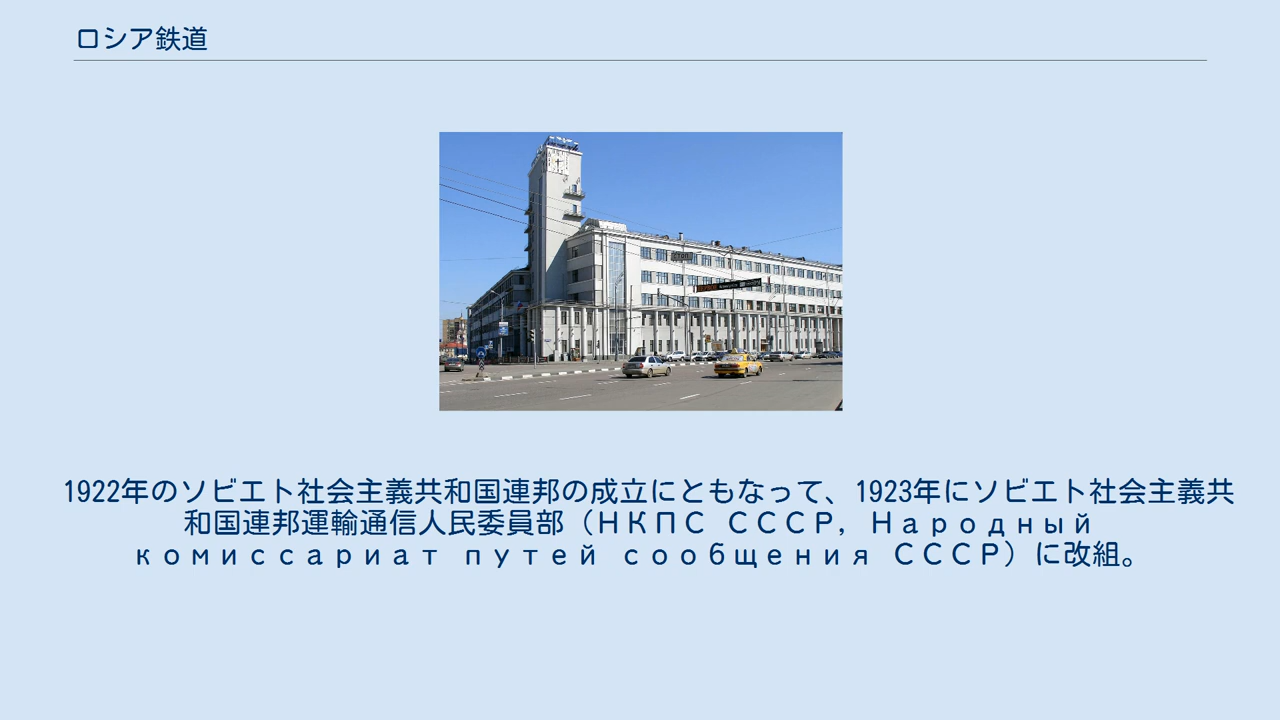 ロシア鉄道
1922年のソビエト社会主義共和国連邦の成立にともなって、1923年にソビエト社会主義共
和国連邦運輸通信人民委員部（НКПС СССР, Народный
комиссариат путей сообщения СССР）に改組。